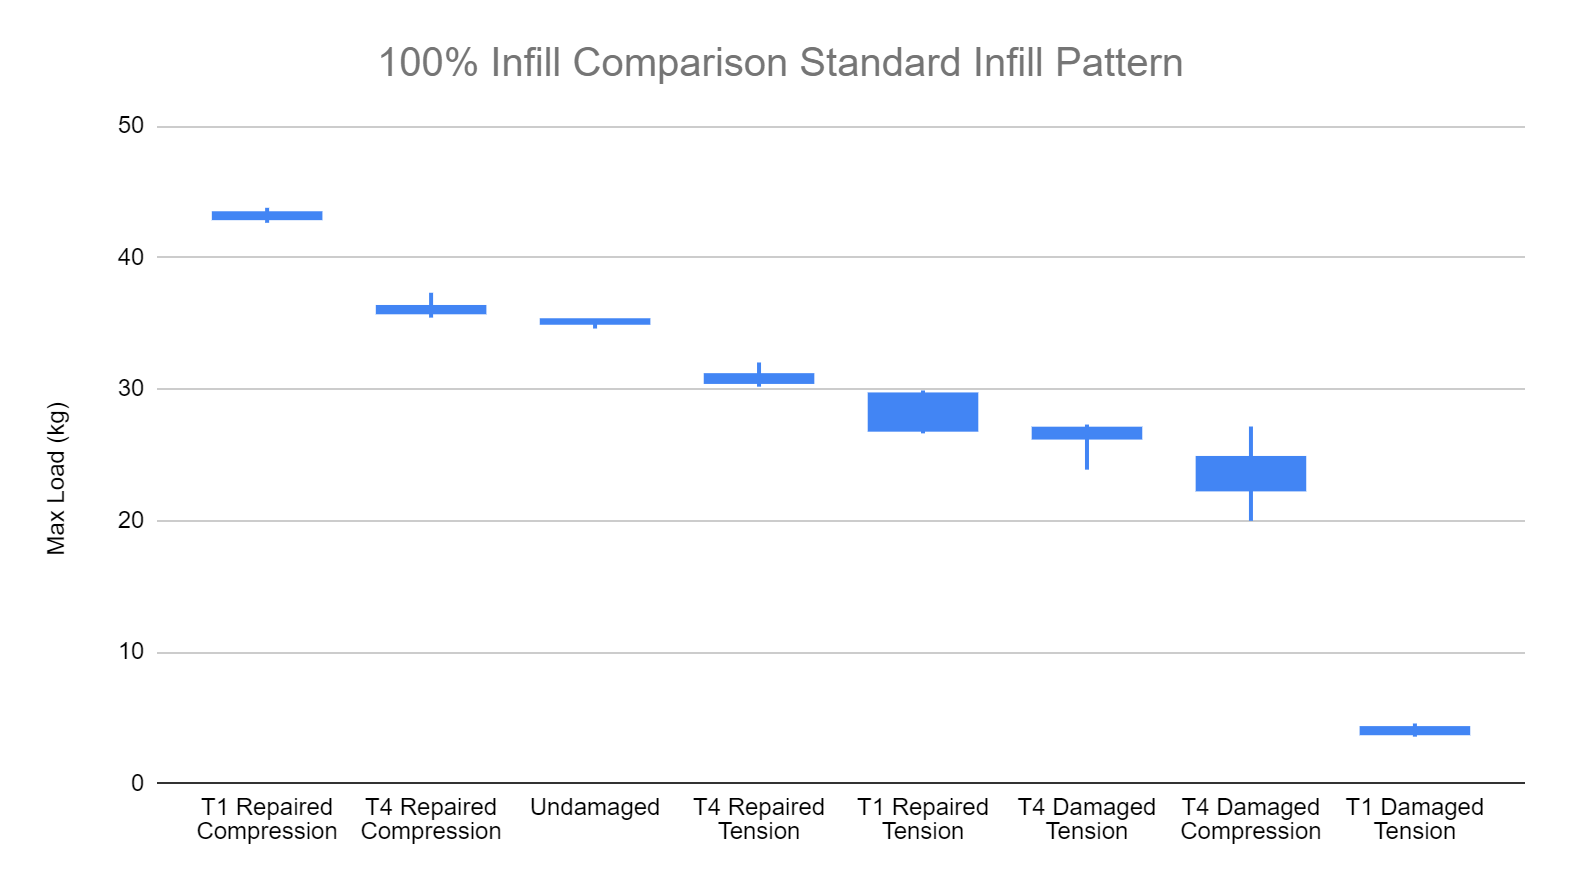 100% Infill Comparison Standard Infill Pattern
50
40
30
20
10
0
Max Load (kg)
T1 Repaired
Compression
T4 Repaired
Compression
Undamaged
T4 Repaired
Tension
T1 Repaired
Tension
T4 Damaged
Tension
T4 Damaged
Compression
T1 Damaged
Tension